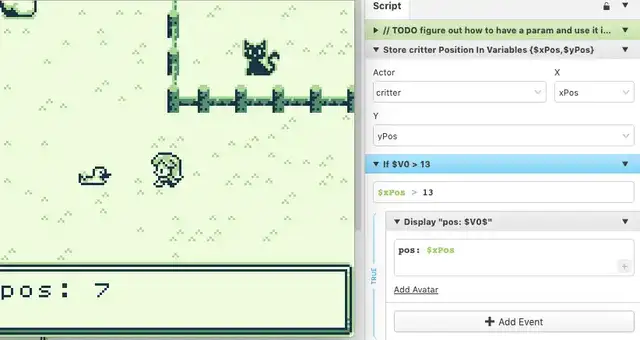 pos: 7
Script
// TODO figure out how to have a param and use it i...
Store critter Position In Variables {$xPos,$yPos}
Actor
X
critter
xPos
Y
yPos
If $V0 > 13
$xPos > 13
TRUE
Display "pos: $V0$"
pos: $xPos
Add Avatar
+ Add Event